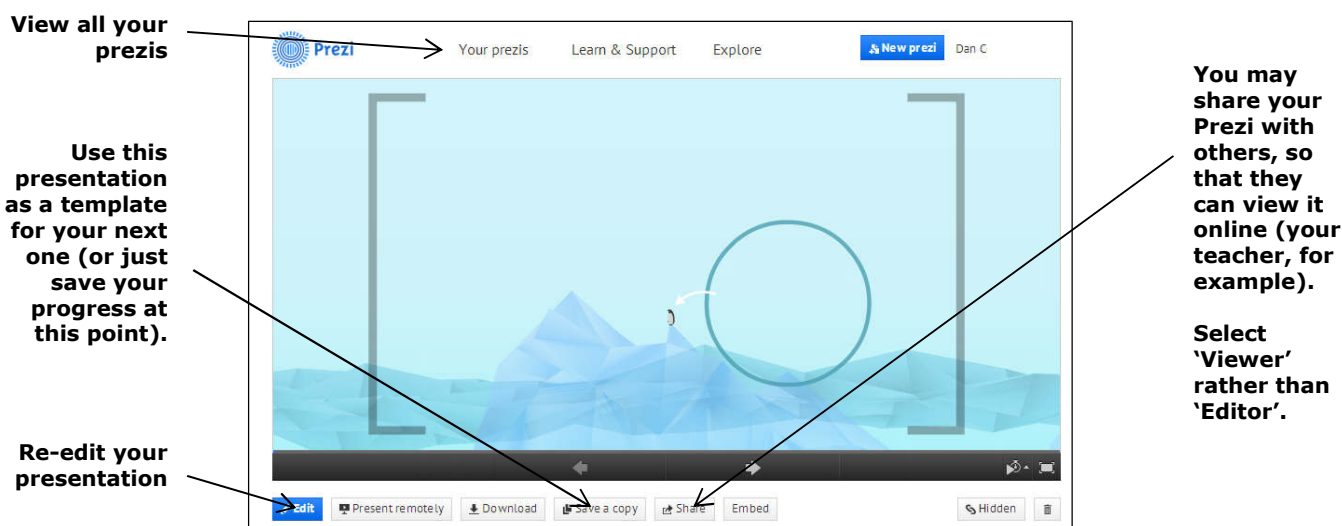 View all your
prezis
Use this
presentation
as a template
for your next
one (or just
save your
progress at
this point).
Re-edit your
presentation
Prezi
Your prezis Learn & Support Explore
New prezi Dan C
Edit Present remotely Download Save a copy Share Embed Hidden
You may
share your
Prezi with
others, so
that they
can view it
online (your
teacher, for
example).
Select
‘Viewer’
rather than
‘Editor’.